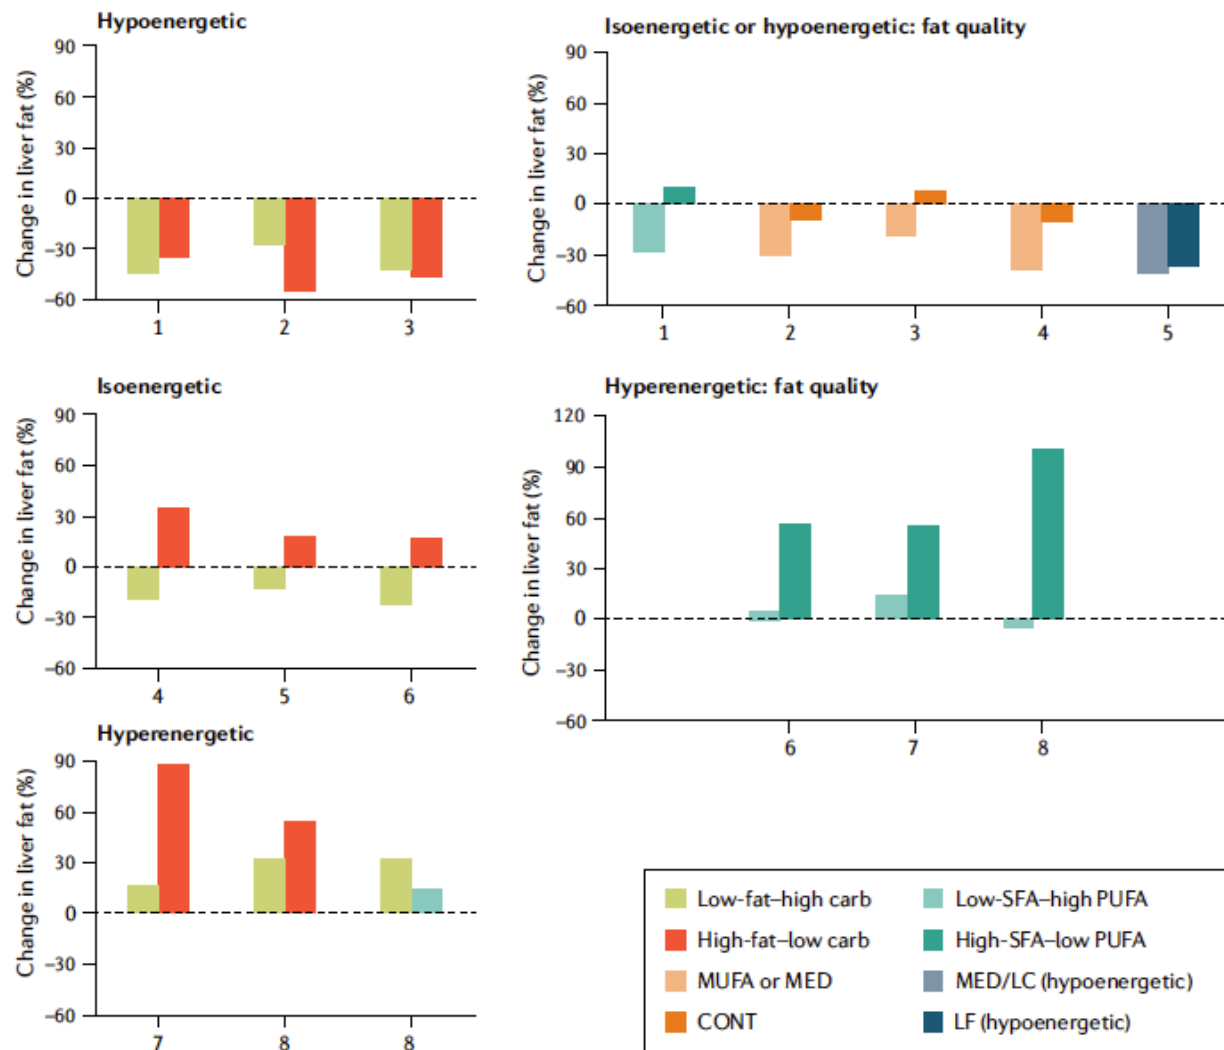 Hypoenergetic
Change in liver fat (%)
90
60
30
0
–30
–60
1 2 3
Isoenergetic or hypoenergetic: fat quality
Change in liver fat (%)
90
60
30
0
–30
–60
1 2 3 4 5
Isoenergetic
Change in liver fat (%)
90
60
30
0
–30
–60
4 5 6
Hyperenergetic: fat quality
Change in liver fat (%)
120
90
60
30
0
–30
–60
6 7 8
Hyperenergetic
Change in liver fat (%)
90
60
30
0
–30
–60
7 8 8
Low-fat–high carb
High-fat–low carb
MUFA or MED
CONT
Low-SFA–high PUFA
High-SFA–low PUFA
MED/LC (hypoenergetic)
LF (hypoenergetic)